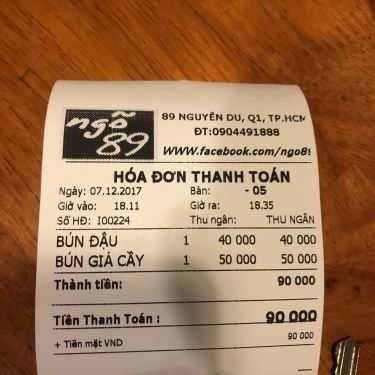 ngõ
89
89 NGUYỄN DU, Q1, TP.HCM
ĐT:0904491888
WWW.facebook.com/ngo89
HÓA ĐƠN THANH TOÁN
Ngày: 07.12.2017 Bàn: - 05
Giờ vào: 18.11 Giờ ra: 18.35
Số HĐ: I00224 Thu ngân: THU NGÂN
BÚN ĐẬU 1 40 000 40 000
BÚN GIẢ CẦY 1 50 000 50 000
Thành tiền: 90 000
Tiền Thanh Toán : 90 000
+ Tiền mặt VND 90 000